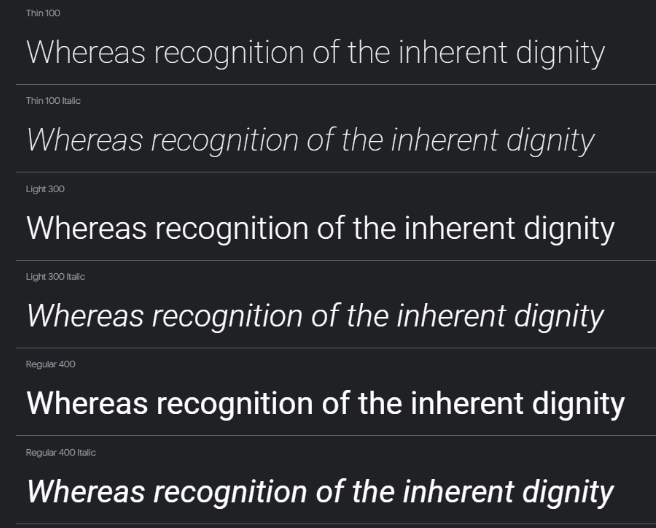 Thin 100
Whereas recognition of the inherent dignity
Thin 100 Italic
Whereas recognition of the inherent dignity
Light 300
Whereas recognition of the inherent dignity
Light 300 Italic
Whereas recognition of the inherent dignity
Regular 400
Whereas recognition of the inherent dignity
Regular 400 Italic
Whereas recognition of the inherent dignity